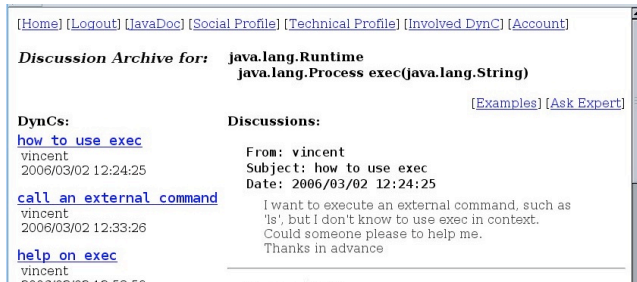 [Home] [Logout] [JavaDoc] [Social Profile] [Technical Profile] [Involved DynC] [Account]
Discussion Archive for: java.lang.Runtime
java.lang.Process exec(java.lang.String)
[Examples] [Ask Expert]
DynCs:
how to use exec
vincent
2006/03/02 12:24:25
call an external command
vincent
2006/03/02 12:33:26
help on exec
vincent
Discussions:
From: vincent
Subject: how to use exec
Date: 2006/03/02 12:24:25
I want to execute an external command, such as
'ls', but I don't know to use exec in context.
Could someone please to help me.
Thanks in advance